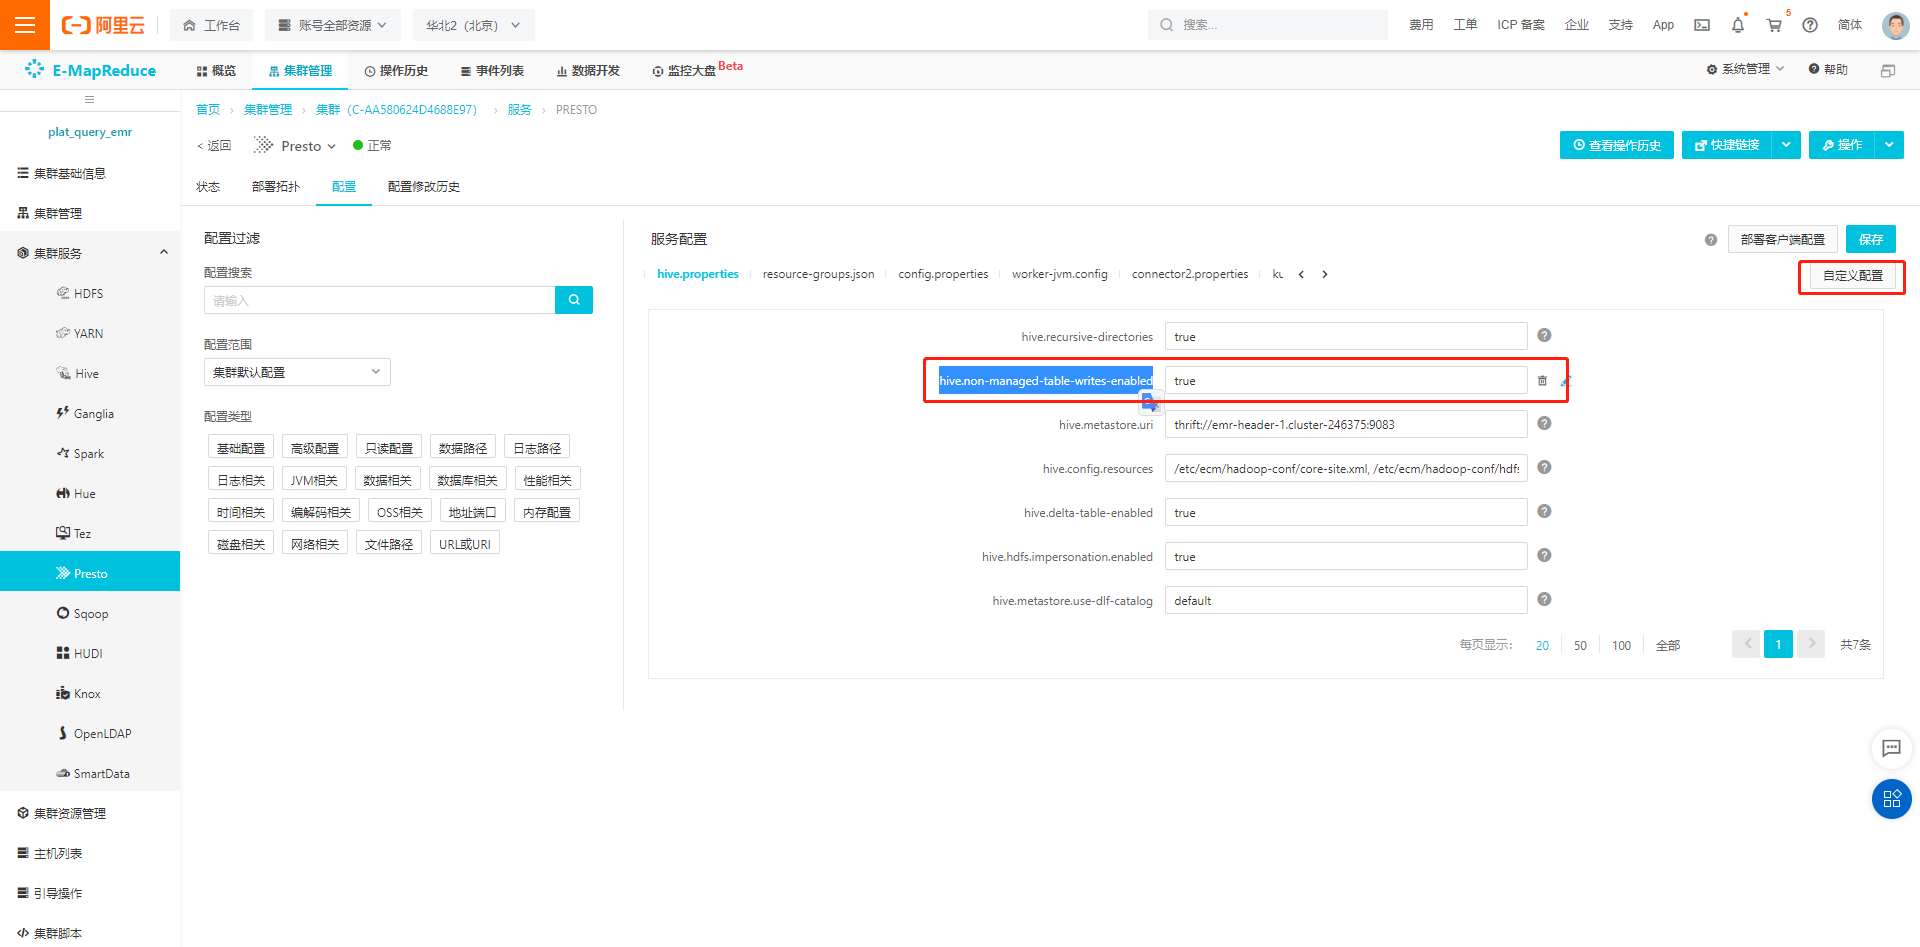 阿里云
工作台
账号全部资源
华北2（北京）
搜索...
费用
工单
ICP 备案
企业
支持
App
5
简体
E-MapReduce
概览
集群管理
操作历史
事件列表
数据开发
监控大盘 Beta
系统管理
帮助
首页 > 集群管理 > 集群（C-AA580624D4688E97） > 服务 > PRESTO
plat_query_emr
< 返回
Presto
正常
查看操作历史
快捷链接
操作
状态
部署拓扑
配置
配置修改历史
集群基础信息
集群管理
集群服务
HDFS
YARN
Hive
Ganglia
Spark
Hue
Tez
Presto
Sqoop
HUDI
Knox
OpenLDAP
SmartData
集群资源管理
主机列表
引导操作
集群脚本
配置过滤
配置搜索
请输入
配置范围
集群默认配置
配置类型
基础配置 高级配置 只读配置 数据路径 日志路径
日志相关 JVM相关 数据相关 数据库相关 性能相关
时间相关 编解码相关 OSS相关 地址端口 内存配置
磁盘相关 网络相关 文件路径 URL或URI
服务配置
部署客户端配置
保存
hive.properties
resource-groups.json
config.properties
worker-jvm.config
connector2.properties
自定义配置
hive.recursive-directories true
hive.non-managed-table-writes-enabled true
hive.metastore.uri thrift://emr-header-1.cluster-246375:9083
hive.config.resources /etc/ecm/hadoop-conf/core-site.xml, /etc/ecm/hadoop-conf/hdfs
hive.delta-table-enabled true
hive.hdfs.impersonation.enabled true
hive.metastore.use-dlf-catalog default
每页显示： 20 50 100 全部
1
共7条